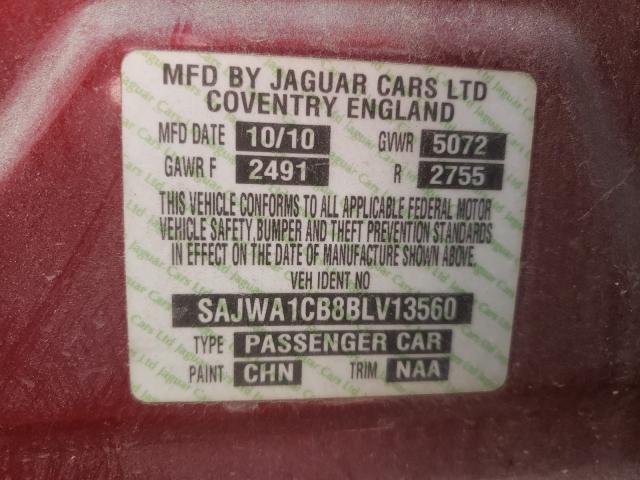 MFD BY JAGUAR CARS LTD
COVENTRY ENGLAND
MFD DATE 10/10 GVWR 5072
GAWR F 2491 R 2755
THIS VEHICLE CONFORMS TO ALL APPLICABLE FEDERAL MOTOR
VEHICLE SAFETY, BUMPER AND THEFT PREVENTION STANDARDS
IN EFFECT ON THE DATE OF MANUFACTURE SHOWN ABOVE.
VEH IDENT NO
SAJWA1CB8BLV13560
TYPE PASSENGER CAR
PAINT CHN TRIM NAA